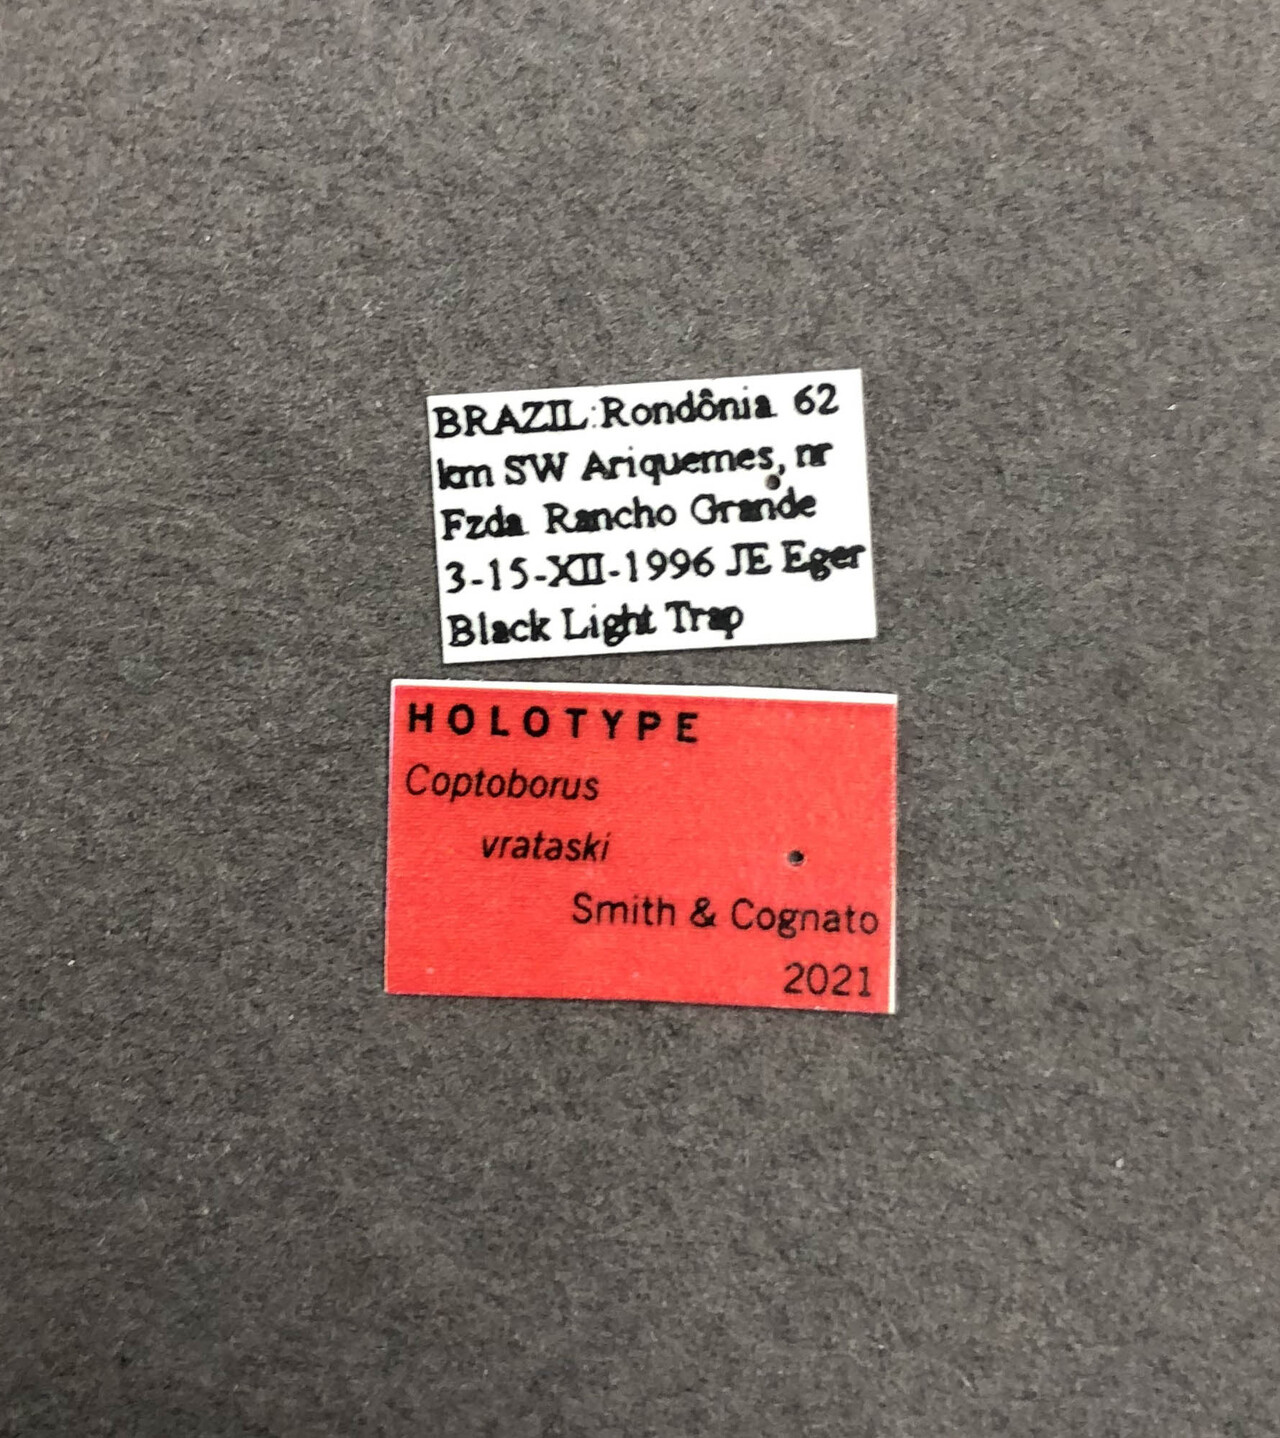 BRAZIL: Rondônia 62
km SW Ariquemes, nr
Fzda Rancho Grande
3-15-XII-1996 JE Eger
Black Light Trap
HOLOTYPE
Coptoborus
vrataski
Smith & Cognato
2021